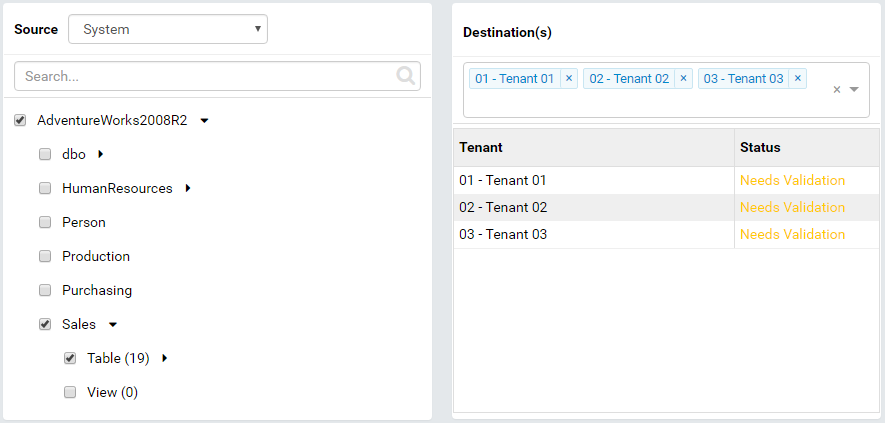 Source System
Search...
AdventureWorks2008R2
dbo
HumanResources
Person
Production
Purchasing
Sales
Table (19)
View (0)
Destination(s)
01 - Tenant 01 × 02 - Tenant 02 × 03 - Tenant 03 × ×
Tenant Status
01 - Tenant 01 Needs Validation
02 - Tenant 02 Needs Validation
03 - Tenant 03 Needs Validation